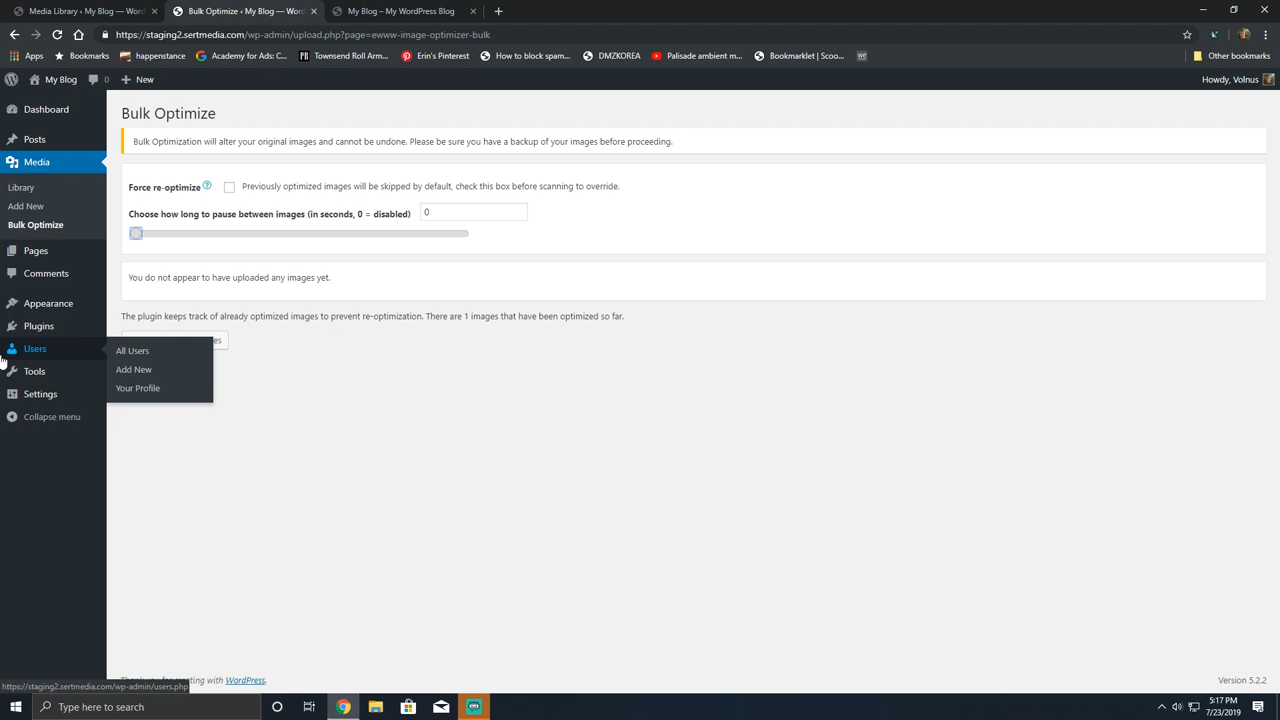 Media Library ‹ My Blog — Word
Bulk Optimize ‹ My Blog — Word
My Blog – My WordPress Blog
https://staging2.sertmedia.com/wp-admin/upload.php?page=ewww-image-optimizer-bulk
Apps
happenstance
Academy for Ads: C...
Townsend Roll Arm...
Erin's Pinterest
How to block spam...
DMZKOREA
Palisade ambient m...
Bookmarklet | Scoo...
Other bookmarks
My Blog
0
New
Howdy, Volnus
Dashboard
Posts
Media
Library
Add New
Bulk Optimize
Pages
Comments
Appearance
Plugins
Users
All Users
Add New
Your Profile
Tools
Settings
Collapse menu
Bulk Optimize
Bulk Optimization will alter your original images and cannot be undone. Please be sure you have a backup of your images before proceeding.
Force re-optimize
Previously optimized images will be skipped by default, check this box before scanning to override.
Choose how long to pause between images (in seconds, 0 = disabled)
0
You do not appear to have uploaded any images yet.
The plugin keeps track of already optimized images to prevent re-optimization. There are 1 images that have been optimized so far.
with WordPress.
Version 5.2.2
https://staging2.sertmedia.com/wp-admin/users.php
Type here to search
5:17 PM
7/23/2019